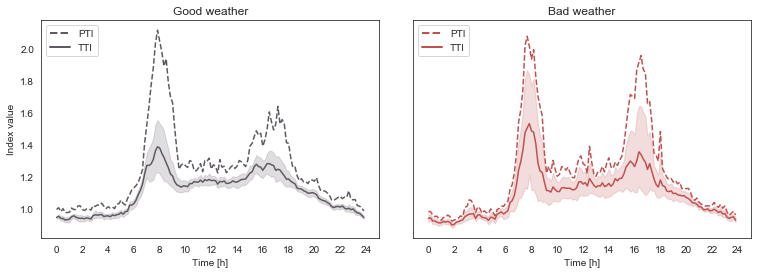 Good weather
PTI
TTI
2.0
1.8
1.6
1.4
1.2
1.0
Index value
0 2 4 6 8 10 12 14 16 18 20 22 24
Time [h]
Bad weather
PTI
TTI
0 2 4 6 8 10 12 14 16 18 20 22 24
Time [h]